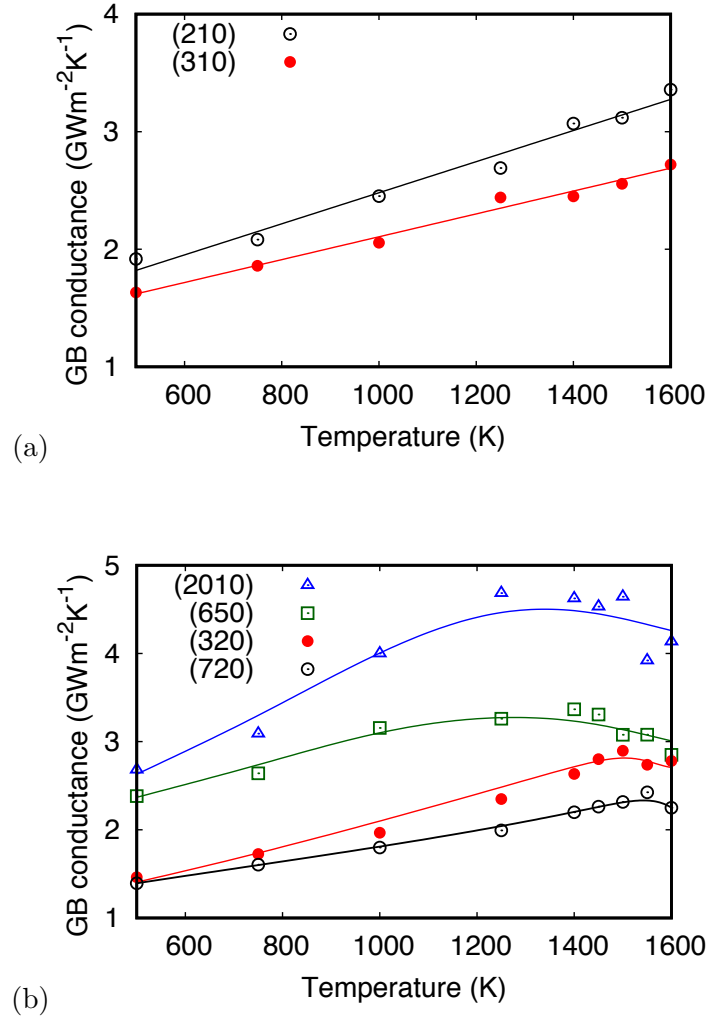 4
(210)
(310)
3
2
1
600 800 1000 1200 1400 1600
GB conductance (GWm⁻²K⁻¹)
Temperature (K)
(a)
5
(2010)
(650)
(320)
(720)
4
3
2
1
600 800 1000 1200 1400 1600
GB conductance (GWm⁻²K⁻¹)
Temperature (K)
(b)